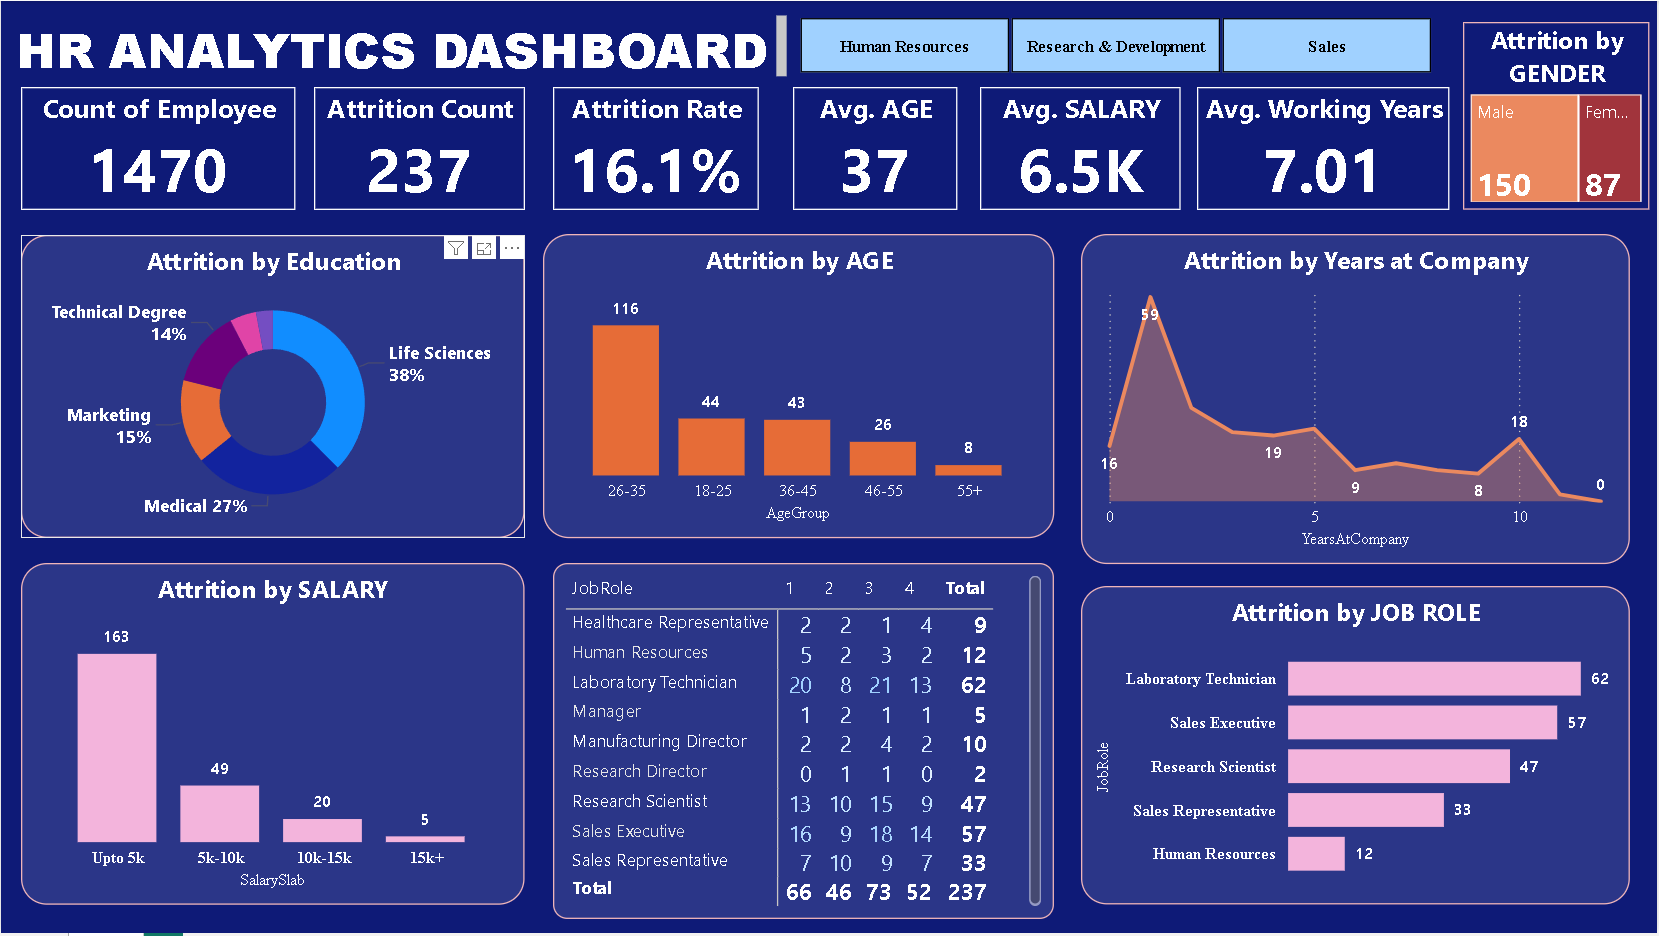 HR ANALYTICS DASHBOARD
Human Resources
Research & Development
Sales
Attrition by
GENDER
Male
Fem...
150
87
Count of Employee
1470
Attrition Count
237
Attrition Rate
16.1%
Avg. AGE
37
Avg. SALARY
6.5K
Avg. Working Years
7.01
Attrition by Education
Technical Degree
14%
Life Sciences
38%
Marketing
15%
Medical 27%
Attrition by AGE
116
44
43
26
8
26-35
18-25
36-45
46-55
55+
AgeGroup
Attrition by Years at Company
59
16
19
9
8
18
0
0
5
10
YearsAtCompany
Attrition by SALARY
163
49
20
5
Upto 5k
5k-10k
10k-15k
15k+
SalarySlab
JobRole 1 2 3 4 Total
Healthcare Representative 2 2 1 4 9
Human Resources 5 2 3 2 12
Laboratory Technician 20 8 21 13 62
Manager 1 2 1 1 5
Manufacturing Director 2 2 4 2 10
Research Director 0 1 1 0 2
Research Scientist 13 10 15 9 47
Sales Executive 16 9 18 14 57
Sales Representative 7 10 9 7 33
Total 66 46 73 52 237
Attrition by JOB ROLE
JobRole
Laboratory Technician 62
Sales Executive 57
Research Scientist 47
Sales Representative 33
Human Resources 12